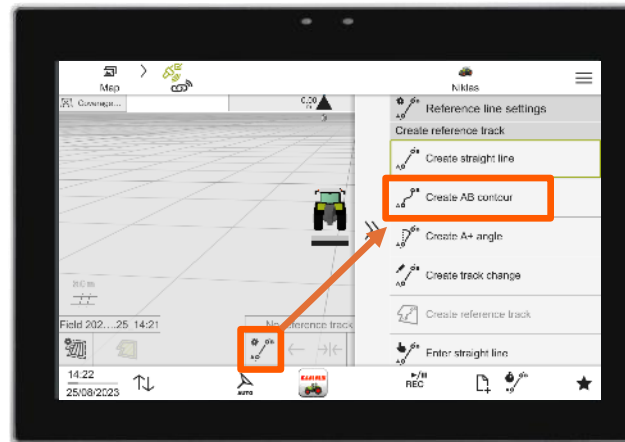 Map
Niklas
Coverage...
0.00
Reference line settings
Create reference track
Create straight line
Create AB contour
Create A+ angle
Create track change
Create reference track
Enter straight line
Field 202....25 14:21
No reference track
14:22
25/08/2023
AUTO
CLAAS
REC